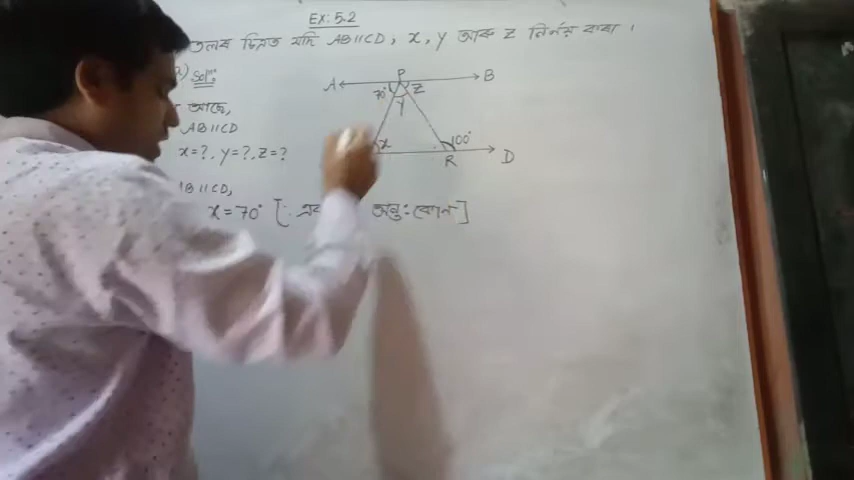 EX: 5.2
তলৰ চিত্ৰত যদি AB||CD; x, y আৰু z নিৰ্ণয় কৰা ।
a) Solⁿ:
P
A
B
70°
z
y
আছে,
AB||CD
x
100°
R
D
x=?, y=?, z=?
AB||CD,
x = 70° [∵ অন্তঃকোণ]